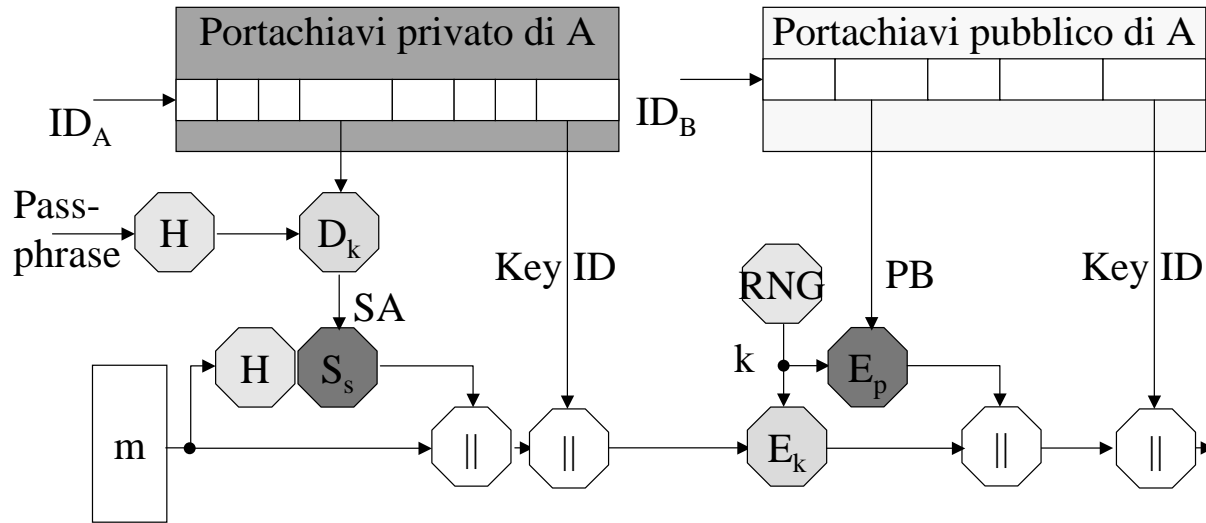 Portachiavi privato di A
Portachiavi pubblico di A
ID_A
ID_B
Pass-
phrase
H
D_k
Key ID
RNG
PB
Key ID
SA
H
S_s
k
E_p
m
||
||
E_k
||
||